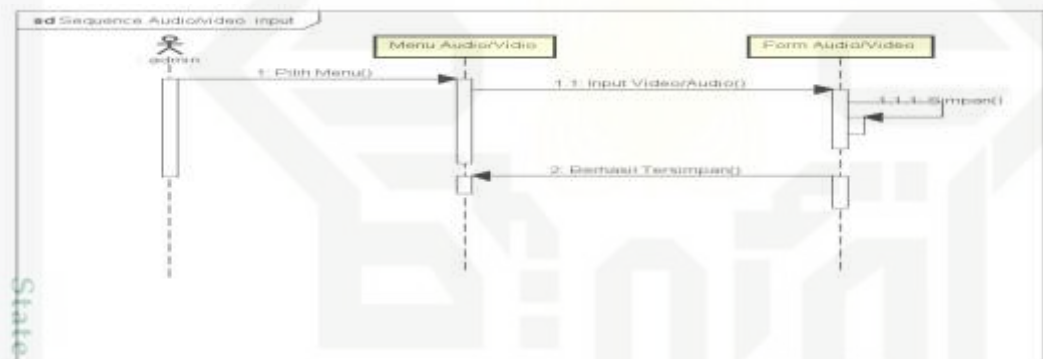 sd Sequence Audio/video input
: admin
Menu Audio/Vidio
Form Audio/Video
1: Pilih Menu()
1.1: Input Video/Audio()
1.1.1: Simpan()
2: Berhasil Tersimpan()
State